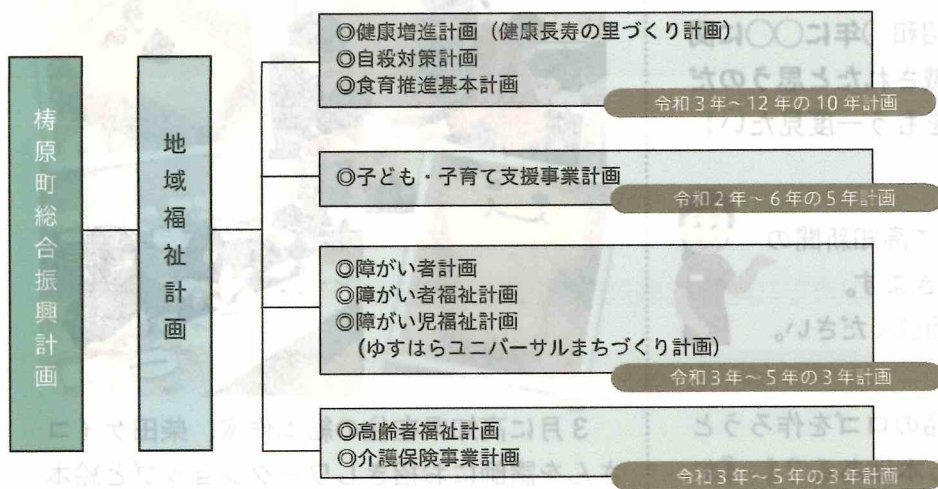 梼原町総合振興計画
地域福祉計画
◎健康増進計画（健康長寿の里づくり計画）
◎自殺対策計画
◎食育推進基本計画
令和3年～12年の10年計画
◎子ども・子育て支援事業計画
令和2年～6年の5年計画
◎障がい者計画
◎障がい者福祉計画
◎障がい児福祉計画
（ゆすはらユニバーサルまちづくり計画）
令和3年～5年の3年計画
◎高齢者福祉計画
◎介護保険事業計画
令和3年～5年の3年計画